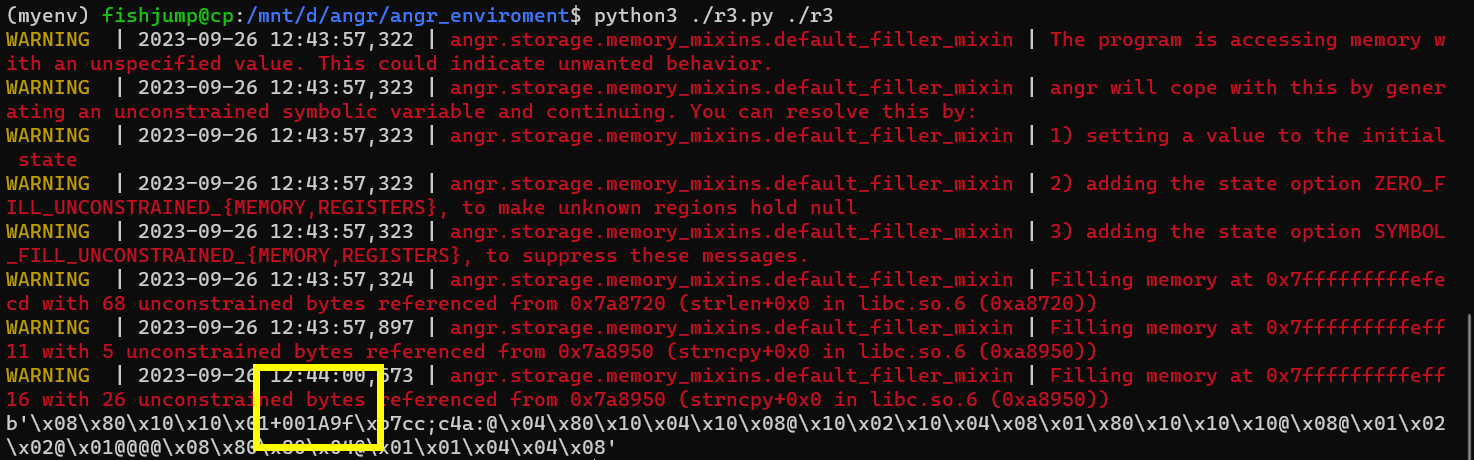 (myenv) fishjump@cp:/mnt/d/angr/angr_enviroment$ python3 ./r3.py ./r3
WARNING  | 2023-09-26 12:43:57,322 | angr.storage.memory_mixins.default_filler_mixin | The program is accessing memory w
ith an unspecified value. This could indicate unwanted behavior.
WARNING  | 2023-09-26 12:43:57,323 | angr.storage.memory_mixins.default_filler_mixin | angr will cope with this by gener
ating an unconstrained symbolic variable and continuing. You can resolve this by:
WARNING  | 2023-09-26 12:43:57,323 | angr.storage.memory_mixins.default_filler_mixin | 1) setting a value to the initial
 state
WARNING  | 2023-09-26 12:43:57,323 | angr.storage.memory_mixins.default_filler_mixin | 2) adding the state option ZERO_F
ILL_UNCONSTRAINED_{MEMORY,REGISTERS}, to make unknown regions hold null
WARNING  | 2023-09-26 12:43:57,323 | angr.storage.memory_mixins.default_filler_mixin | 3) adding the state option SYMBOL
_FILL_UNCONSTRAINED_{MEMORY,REGISTERS}, to suppress these messages.
WARNING  | 2023-09-26 12:43:57,324 | angr.storage.memory_mixins.default_filler_mixin | Filling memory at 0x7fffffffffefe
cd with 68 unconstrained bytes referenced from 0x7a8720 (strlen+0x0 in libc.so.6 (0xa8720))
WARNING  | 2023-09-26 12:43:57,897 | angr.storage.memory_mixins.default_filler_mixin | Filling memory at 0x7fffffffffeff
11 with 5 unconstrained bytes referenced from 0x7a8950 (strncpy+0x0 in libc.so.6 (0xa8950))
WARNING  | 2023-09-26 12:44:00,573 | angr.storage.memory_mixins.default_filler_mixin | Filling memory at 0x7fffffffffeff
16 with 26 unconstrained bytes referenced from 0x7a8950 (strncpy+0x0 in libc.so.6 (0xa8950))
b'\x08\x80\x10\x10\x01+001A9f\xb7cc;c4a:@\x04\x80\x10\x04\x10\x08@\x10\x02\x10\x04\x08\x01\x80\x10\x10\x10@\x08@\x01\x02
\x02@\x01@@@@\x08\x80\x80\x04@\x01\x01\x04\x04\x08'